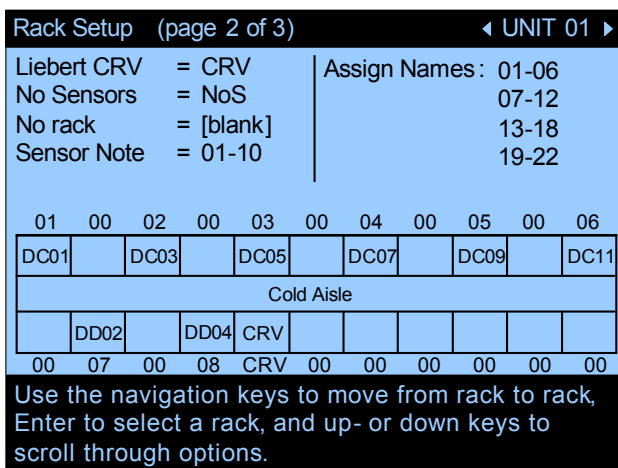 Rack Setup (page 2 of 3) ◀ UNIT 01 ▶
Liebert CRV = CRV
No Sensors = NoS
No rack = [blank]
Sensor Note = 01-10
Assign Names: 01-06
07-12
13-18
19-22
01 00 02 00 03 00 04 00 05 00 06
DC01 DC03 DC05 DC07 DC09 DC11
Cold Aisle
DD02 DD04 CRV
00 07 00 08 CRV 00 00 00 00 00 00
Use the navigation keys to move from rack to rack,
Enter to select a rack, and up- or down keys to
scroll through options.